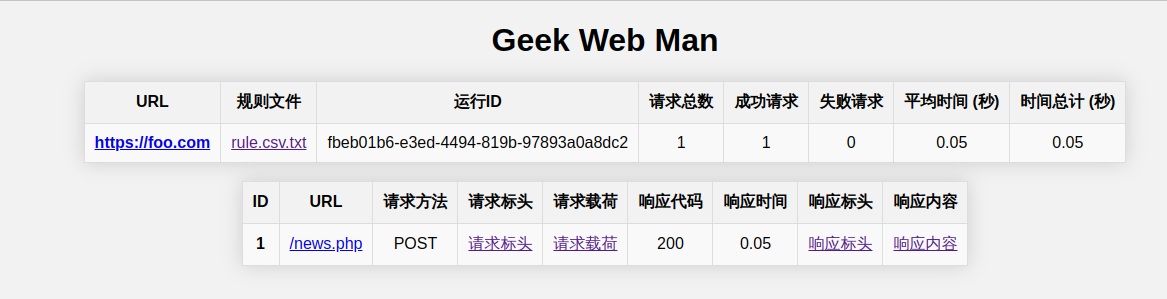 Geek Web Man
URL 规则文件 运行ID 请求总数 成功请求 失败请求 平均时间 (秒) 时间总计 (秒)
https://foo.com rule.csv.txt fbeb01b6-e3ed-4494-819b-97893a0a8dc2 1 1 0 0.05 0.05
ID URL 请求方法 请求标头 请求载荷 响应代码 响应时间 响应标头 响应内容
1 /news.php POST 请求标头 请求载荷 200 0.05 响应标头 响应内容